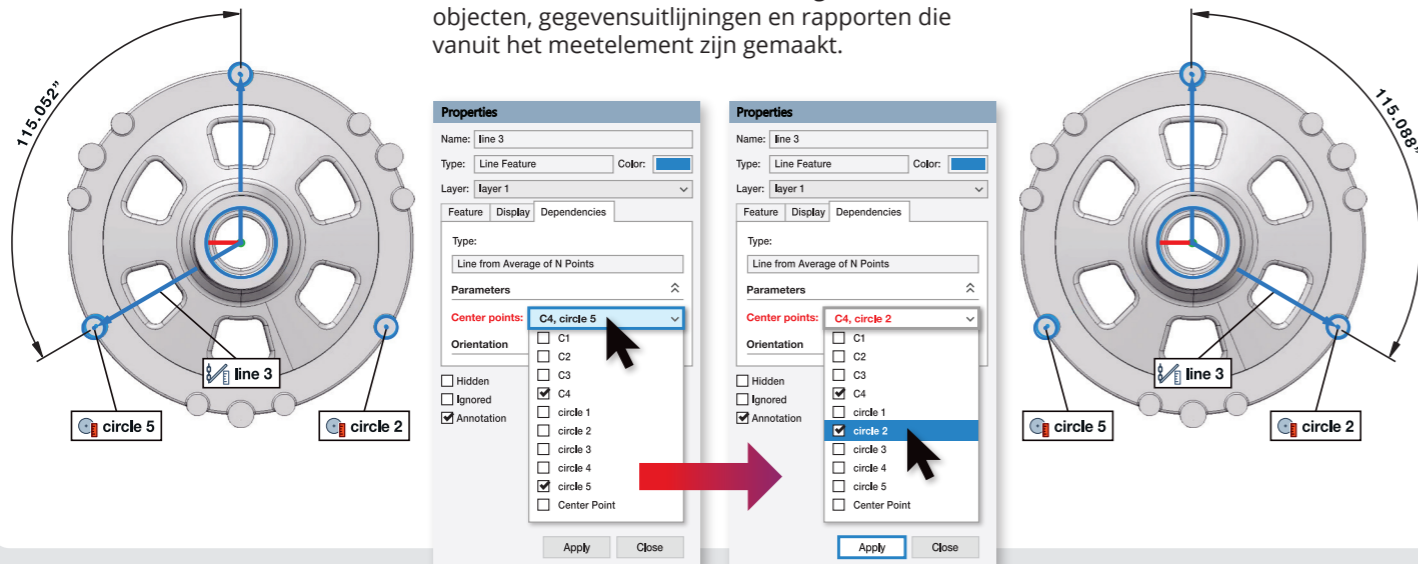 objecten, gegevensuitlijningen en rapporten die
vanuit het meetelement zijn gemaakt.
115.052”
line 3
circle 5
circle 2
Properties
Name: line 3
Type: Line Feature Color:
Layer: layer 1
Feature Display Dependencies
Type:
Line from Average of N Points
Parameters
Center points: C4, circle 5
Orientation
C1
C2
C3
C4
circle 1
circle 2
circle 3
circle 4
circle 5
Center Point
Hidden
Ignored
Annotation
Apply Close
Properties
Name: line 3
Type: Line Feature Color:
Layer: layer 1
Feature Display Dependencies
Type:
Line from Average of N Points
Parameters
Center points: C4, circle 2
Orientation
C1
C2
C3
C4
circle 1
circle 2
circle 3
circle 4
circle 5
Center Point
Hidden
Ignored
Annotation
Apply Close
115.088”
line 3
circle 5
circle 2